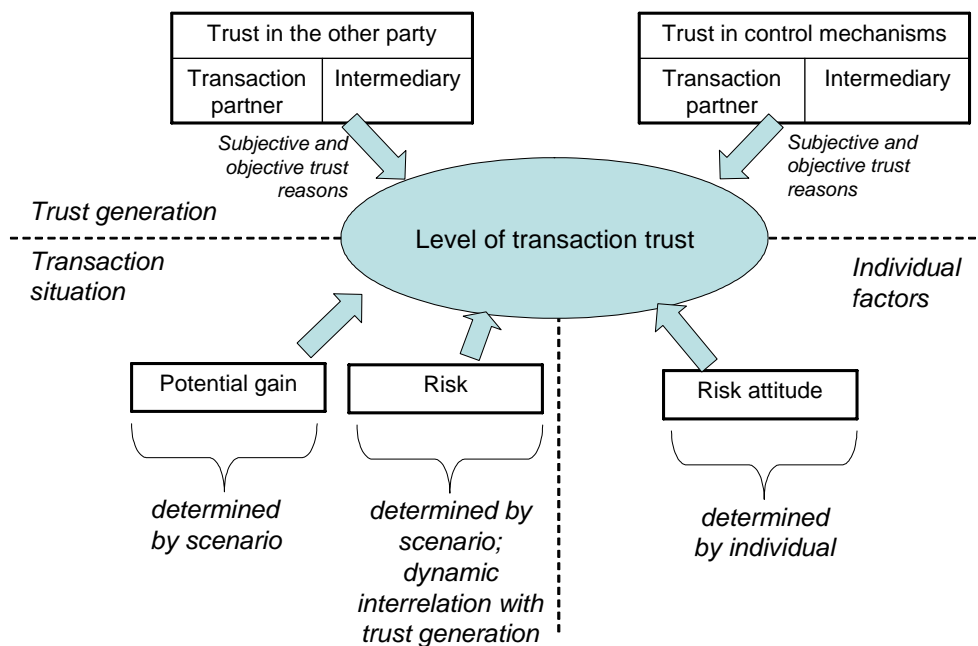 Trust in the other party
Transaction
partner
Intermediary
Trust in control mechanisms
Transaction
partner
Intermediary
Subjective and
objective trust
reasons
Subjective and
objective trust
reasons
Trust generation
Level of transaction trust
Transaction
situation
Individual
factors
Potential gain
Risk
Risk attitude
determined
by scenario
determined by
scenario;
dynamic
interrelation with
trust generation
determined
by individual